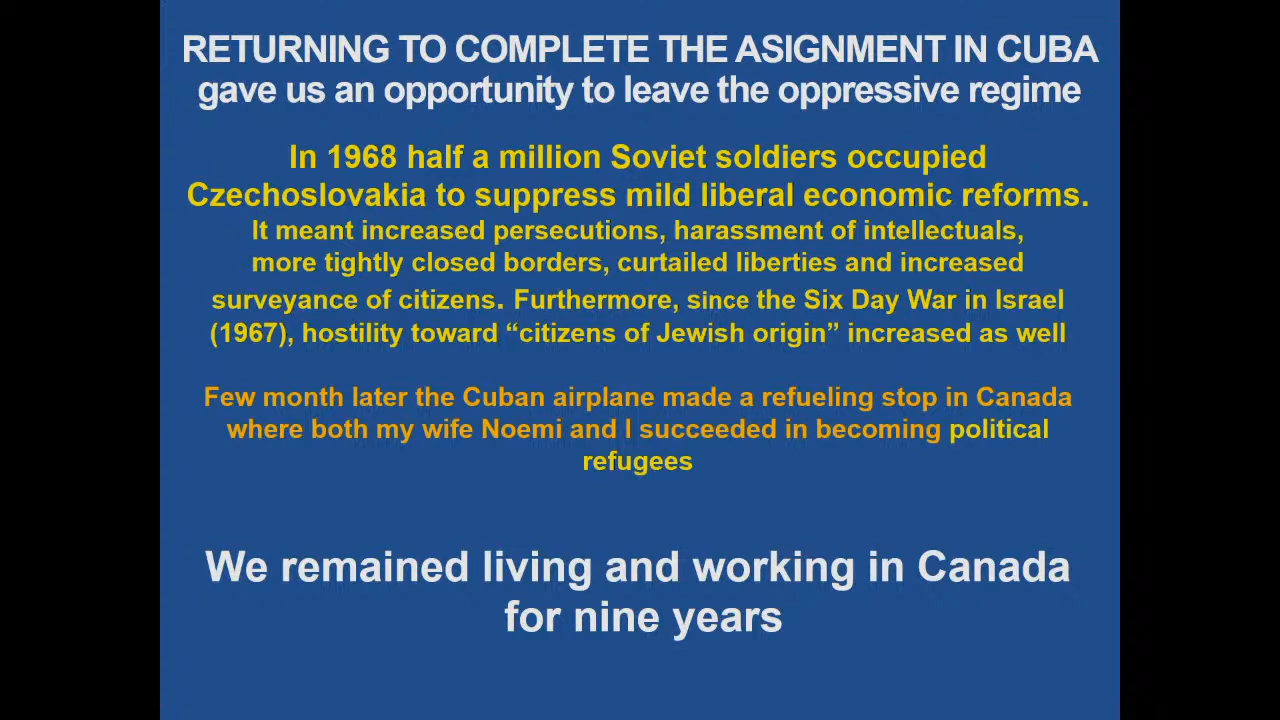 RETURNING TO COMPLETE THE ASIGNMENT IN CUBA
gave us an opportunity to leave the oppressive regime
In 1968 half a million Soviet soldiers occupied
Czechoslovakia to suppress mild liberal economic reforms.
It meant increased persecutions, harassment of intellectuals,
more tightly closed borders, curtailed liberties and increased
surveyance of citizens. Furthermore, since the Six Day War in Israel
(1967), hostility toward “citizens of Jewish origin” increased as well
Few month later the Cuban airplane made a refueling stop in Canada
where both my wife Noemi and I succeeded in becoming political
refugees
We remained living and working in Canada
for nine years